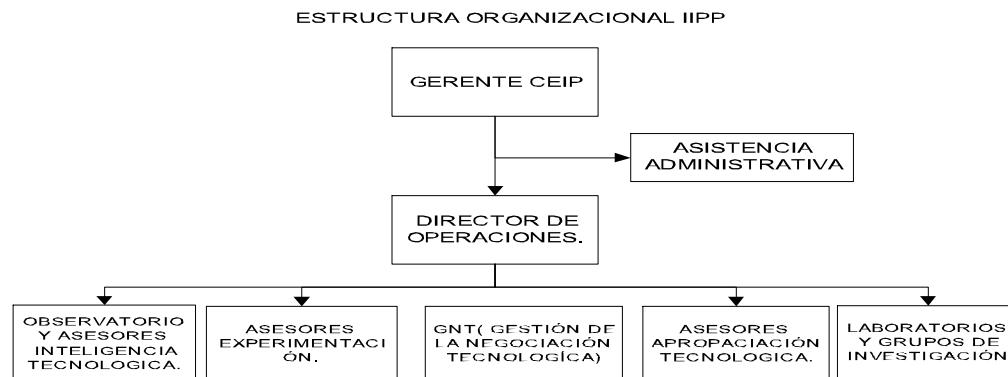 ESTRUCTURA ORGANIZACIONAL IIPP
GERENTE CEIP
ASISTENCIA
ADMINISTRATIVA
DIRECTOR DE
OPERACIONES.
OBSERVATORIO
Y ASESORES
INTELIGENCIA
TECNOLOGICA.
ASESORES
EXPERIMENTACI
ÓN.
GNT( GESTIÓN DE
LA NEGOCIACIÓN
TECNOLOGÍCA)
ASESORES
APROPACIACIÓN
TECNOLOGICA.
LABORATORIOS
Y GRUPOS DE
INVESTIGACIÓN